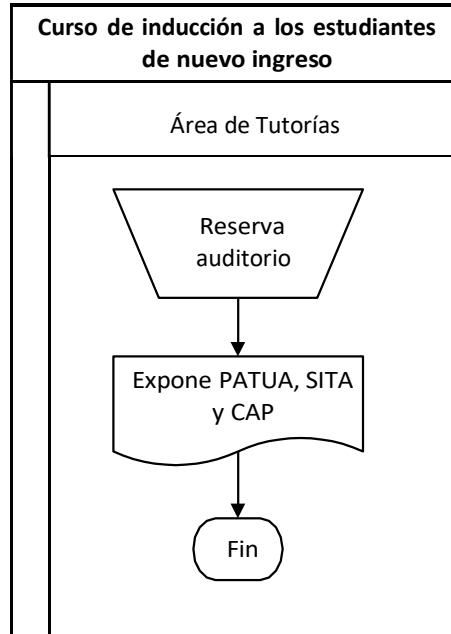 Curso de inducción a los estudiantes
de nuevo ingreso
Área de Tutorías
Reserva
auditorio
Expone PATUA, SITA
y CAP
Fin